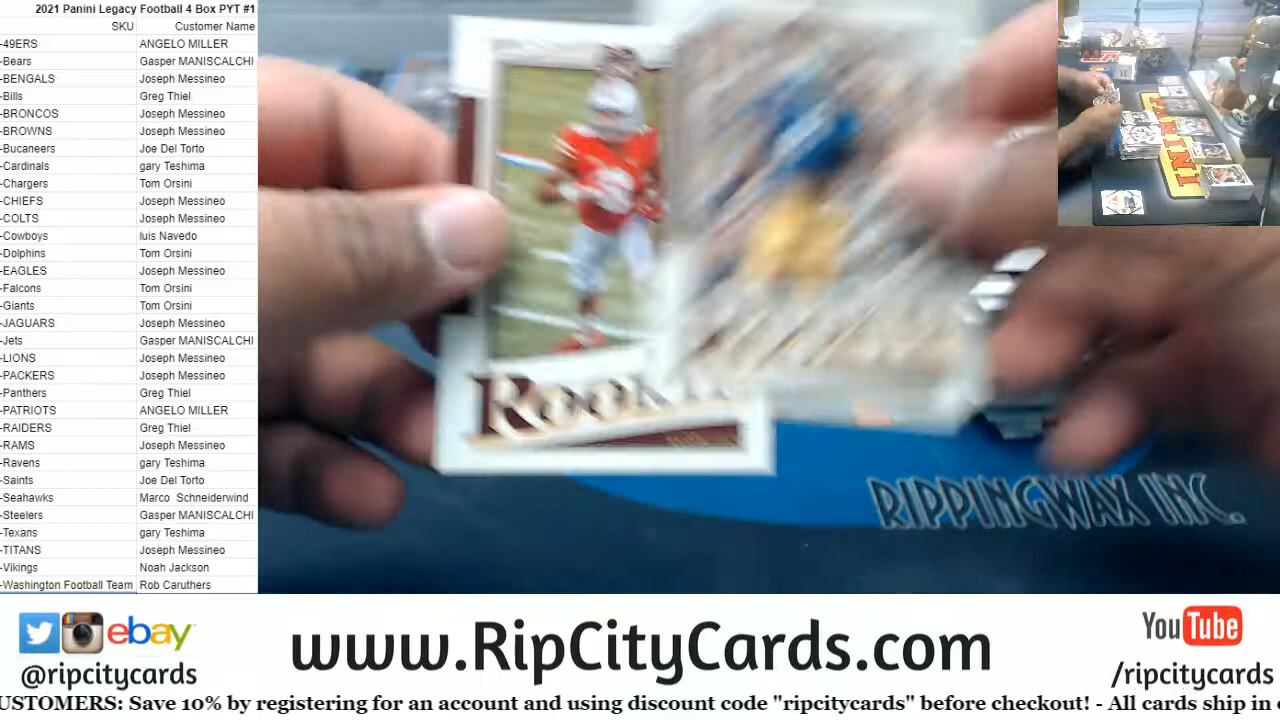 2021 Panini Legacy Football 4 Box PYT #1
SKU Customer Name
-49ERS ANGELO MILLER
-Bears Gasper MANISCALCHI
-BENGALS Joseph Messineo
-Bills Greg Thiel
-BRONCOS Joseph Messineo
-BROWNS Joseph Messineo
-Bucaneers Joe Del Torto
-Cardinals gary Teshima
-Chargers Tom Orsini
-CHIEFS Joseph Messineo
-COLTS Joseph Messineo
-Cowboys luis Navedo
-Dolphins Tom Orsini
-EAGLES Joseph Messineo
-Falcons Tom Orsini
-Giants Tom Orsini
-JAGUARS Joseph Messineo
-Jets Gasper MANISCALCHI
-LIONS Joseph Messineo
-PACKERS Joseph Messineo
-Panthers Greg Thiel
-PATRIOTS ANGELO MILLER
-RAIDERS Greg Thiel
-RAMS Joseph Messineo
-Ravens gary Teshima
-Saints Joe Del Torto
-Seahawks Marco Schneiderwind
-Steelers Gasper MANISCALCHI
-Texans gary Teshima
-TITANS Joseph Messineo
-Vikings Noah Jackson
-Washington Football Team Rob Caruthers
PANINI
RIPPINGWAX INC.
ebay
@ripcitycards
www.RipCityCards.com
YouTube
/ripcitycards
USTOMERS: Save 10% by registering for an account and using discount code "ripcitycards" before checkout! - All cards ship in